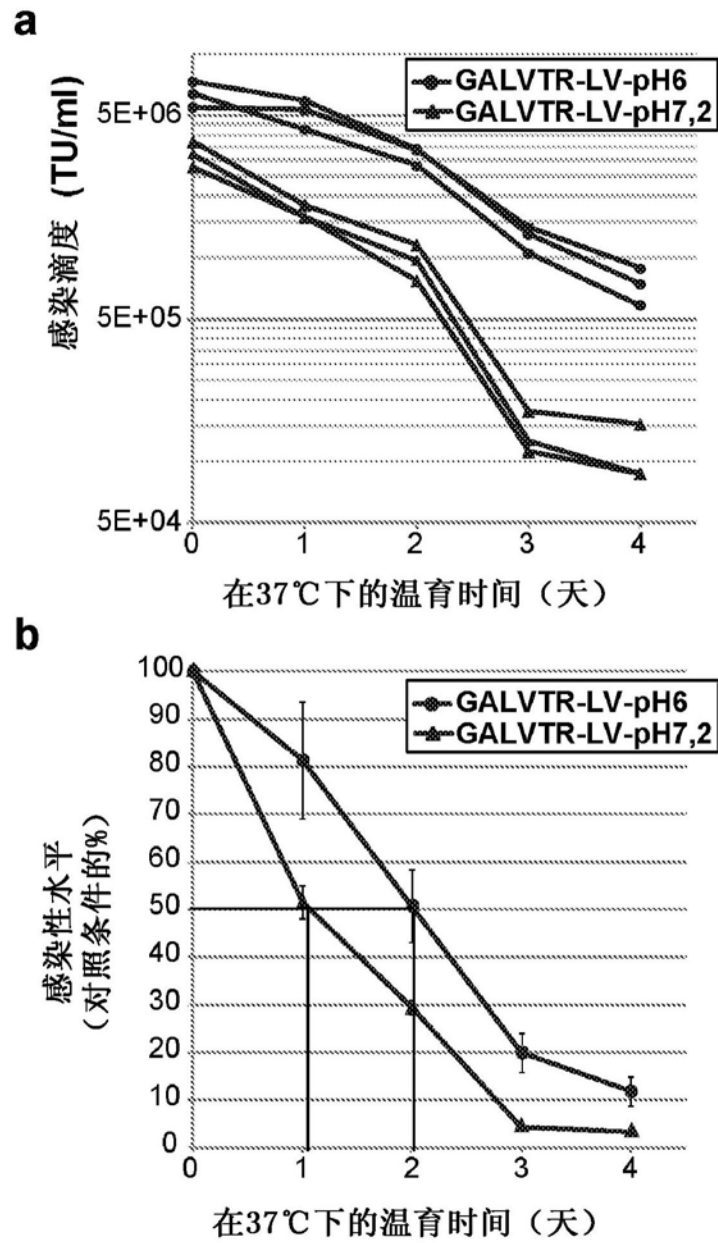 a
GALVTR-LV-pH6
GALVTR-LV-pH7,2
感染滴度 (TU/ml)
5E+06
5E+05
5E+04
0 1 2 3 4
在37℃下的温育时间（天）
b
GALVTR-LV-pH6
GALVTR-LV-pH7,2
感染性水平
（对照条件的%）
100
90
80
70
60
50
40
30
20
10
0
0 1 2 3 4
在37℃下的温育时间（天）